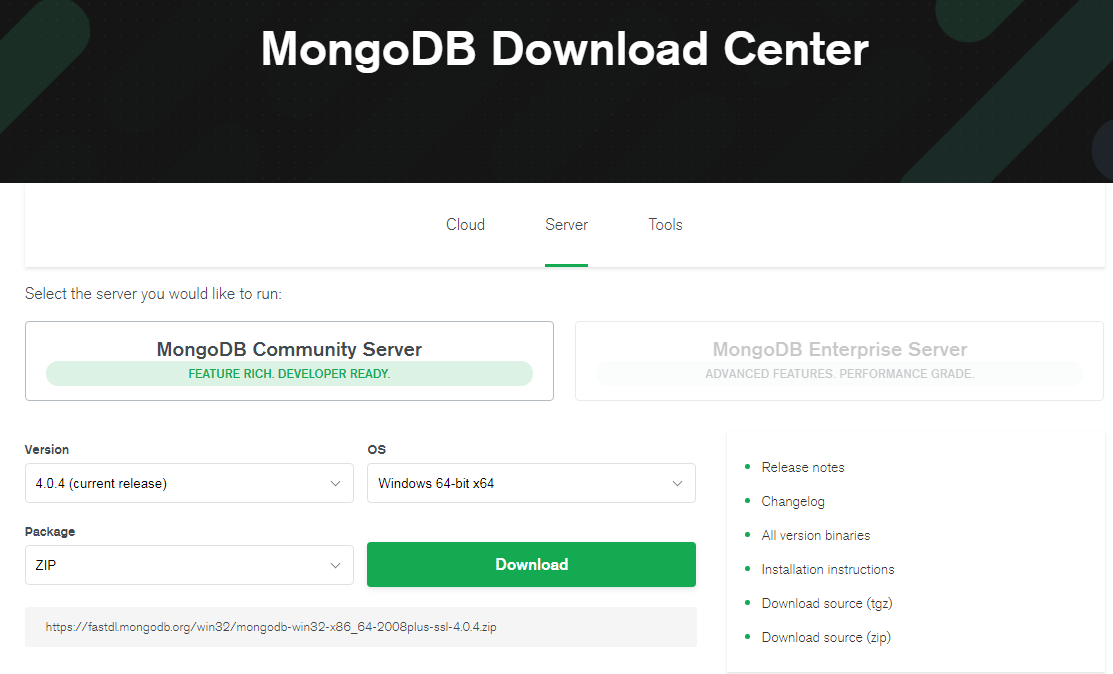 MongoDB Download Center
Cloud
Server
Tools
Select the server you would like to run:
MongoDB Community Server
FEATURE RICH. DEVELOPER READY.
MongoDB Enterprise Server
ADVANCED FEATURES. PERFORMANCE GRADE.
Version
4.0.4 (current release)
OS
Windows 64-bit x64
Package
ZIP
Download
https://fastdl.mongodb.org/win32/mongodb-win32-x86_64-2008plus-ssl-4.0.4.zip
Release notes
Changelog
All version binaries
Installation instructions
Download source (tgz)
Download source (zip)